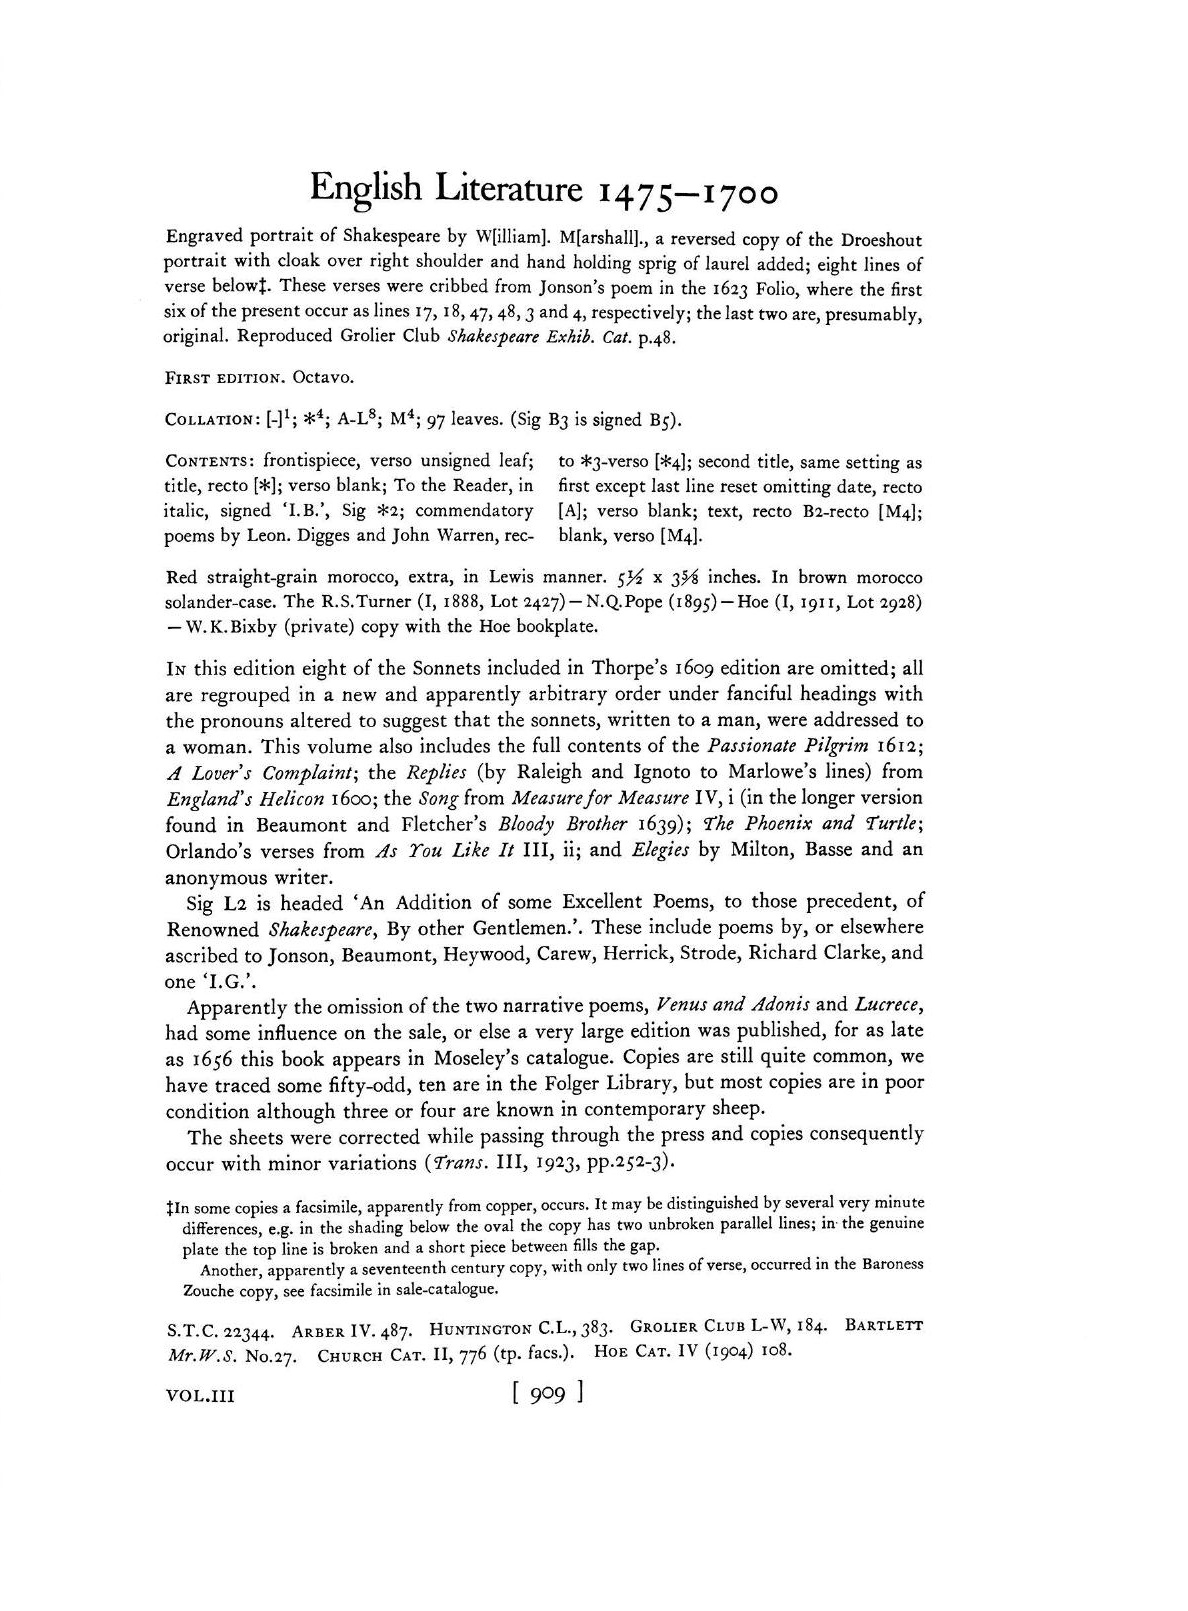 English Literature 1475—1700
Engraved portrait of Shakespeare by W[illiam]. M[arshall]., a reversed copy of the Droeshout
portrait with cloak over right shoulder and hand holding sprig of laurel added; eight lines of
verse below‡. These verses were cribbed from Jonson's poem in the 1623 Folio, where the first
six of the present occur as lines 17, 18, 47, 48, 3 and 4, respectively; the last two are, presumably,
original. Reproduced Grolier Club Shakespeare Exhib. Cat. p.48.
FIRST EDITION. Octavo.
COLLATION: [-]¹; *⁴; A-L⁸; M⁴; 97 leaves. (Sig B3 is signed B5).
CONTENTS: frontispiece, verso unsigned leaf;
title, recto [*]; verso blank; To the Reader, in
italic, signed 'I.B.', Sig *2; commendatory
poems by Leon. Digges and John Warren, rec-
to *3-verso [*4]; second title, same setting as
first except last line reset omitting date, recto
[A]; verso blank; text, recto B2-recto [M4];
blank, verso [M4].
Red straight-grain morocco, extra, in Lewis manner. 5½ x 3⅝ inches. In brown morocco
solander-case. The R.S.Turner (I, 1888, Lot 2427) — N.Q.Pope (1895) — Hoe (I, 1911, Lot 2928)
— W.K.Bixby (private) copy with the Hoe bookplate.
IN this edition eight of the Sonnets included in Thorpe's 1609 edition are omitted; all
are regrouped in a new and apparently arbitrary order under fanciful headings with
the pronouns altered to suggest that the sonnets, written to a man, were addressed to
a woman. This volume also includes the full contents of the Passionate Pilgrim 1612;
A Lover's Complaint; the Replies (by Raleigh and Ignoto to Marlowe's lines) from
England's Helicon 1600; the Song from Measure for Measure IV, i (in the longer version
found in Beaumont and Fletcher's Bloody Brother 1639); The Phoenix and Turtle;
Orlando's verses from As You Like It III, ii; and Elegies by Milton, Basse and an
anonymous writer.
Sig L2 is headed 'An Addition of some Excellent Poems, to those precedent, of
Renowned Shakespeare, By other Gentlemen.'. These include poems by, or elsewhere
ascribed to Jonson, Beaumont, Heywood, Carew, Herrick, Strode, Richard Clarke, and
one 'I.G.'.
Apparently the omission of the two narrative poems, Venus and Adonis and Lucrece,
had some influence on the sale, or else a very large edition was published, for as late
as 1656 this book appears in Moseley's catalogue. Copies are still quite common, we
have traced some fifty-odd, ten are in the Folger Library, but most copies are in poor
condition although three or four are known in contemporary sheep.
The sheets were corrected while passing through the press and copies consequently
occur with minor variations (Trans. III, 1923, pp.252-3).
‡In some copies a facsimile, apparently from copper, occurs. It may be distinguished by several very minute
differences, e.g. in the shading below the oval the copy has two unbroken parallel lines; in the genuine
plate the top line is broken and a short piece between fills the gap.
Another, apparently a seventeenth century copy, with only two lines of verse, occurred in the Baroness
Zouche copy, see facsimile in sale-catalogue.
S.T.C. 22344. ARBER IV. 487. HUNTINGTON C.L., 383. GROLIER CLUB L-W, 184. BARTLETT
Mr.W.S. No.27. CHURCH CAT. II, 776 (tp. facs.). HOE CAT. IV (1904) 108.
VOL.III
[ 909 ]